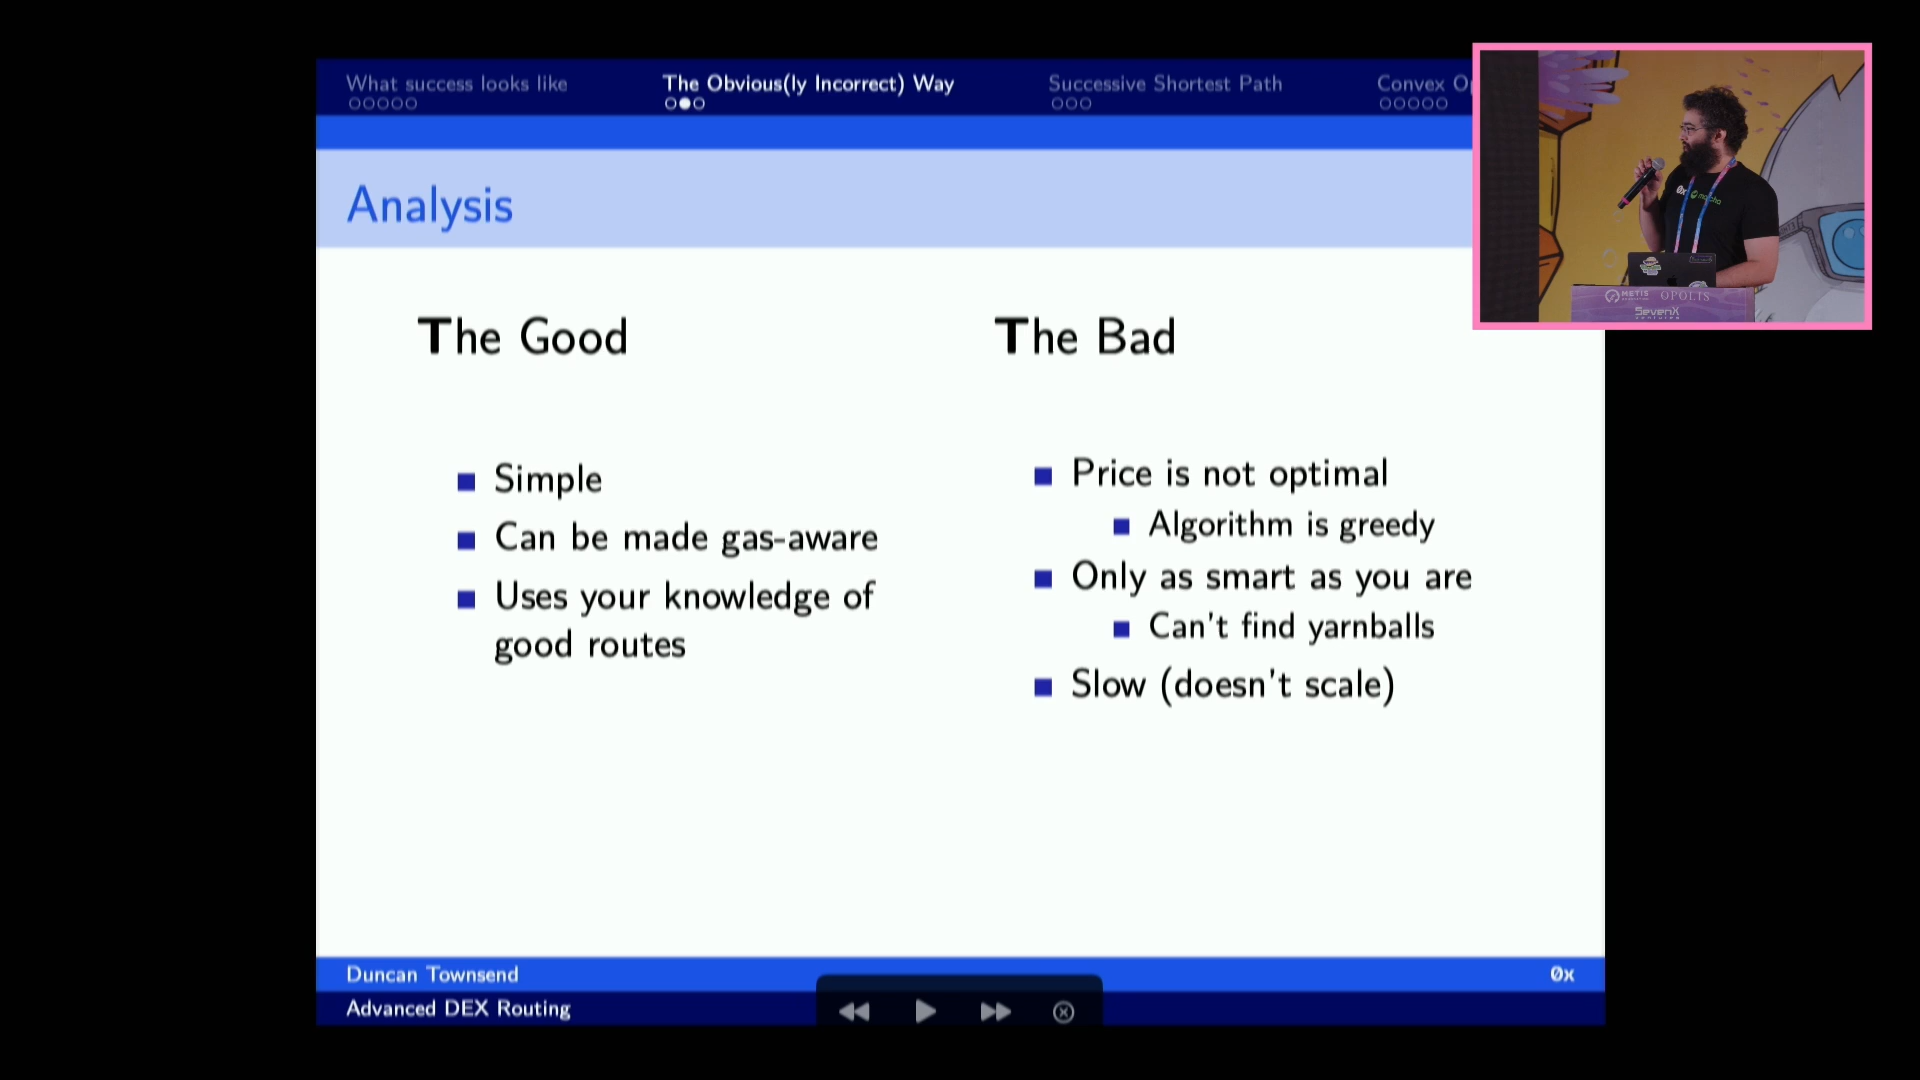 What success looks like
The Obvious(ly Incorrect) Way
Successive Shortest Path
Convex
Analysis
The Good
Simple
Can be made gas-aware
Uses your knowledge of
good routes
The Bad
Price is not optimal
Algorithm is greedy
Only as smart as you are
Can't find yarnballs
Slow (doesn't scale)
0x matcha
METIS OPOLIS
SevenX
Duncan Townsend
0x
Advanced DEX Routing